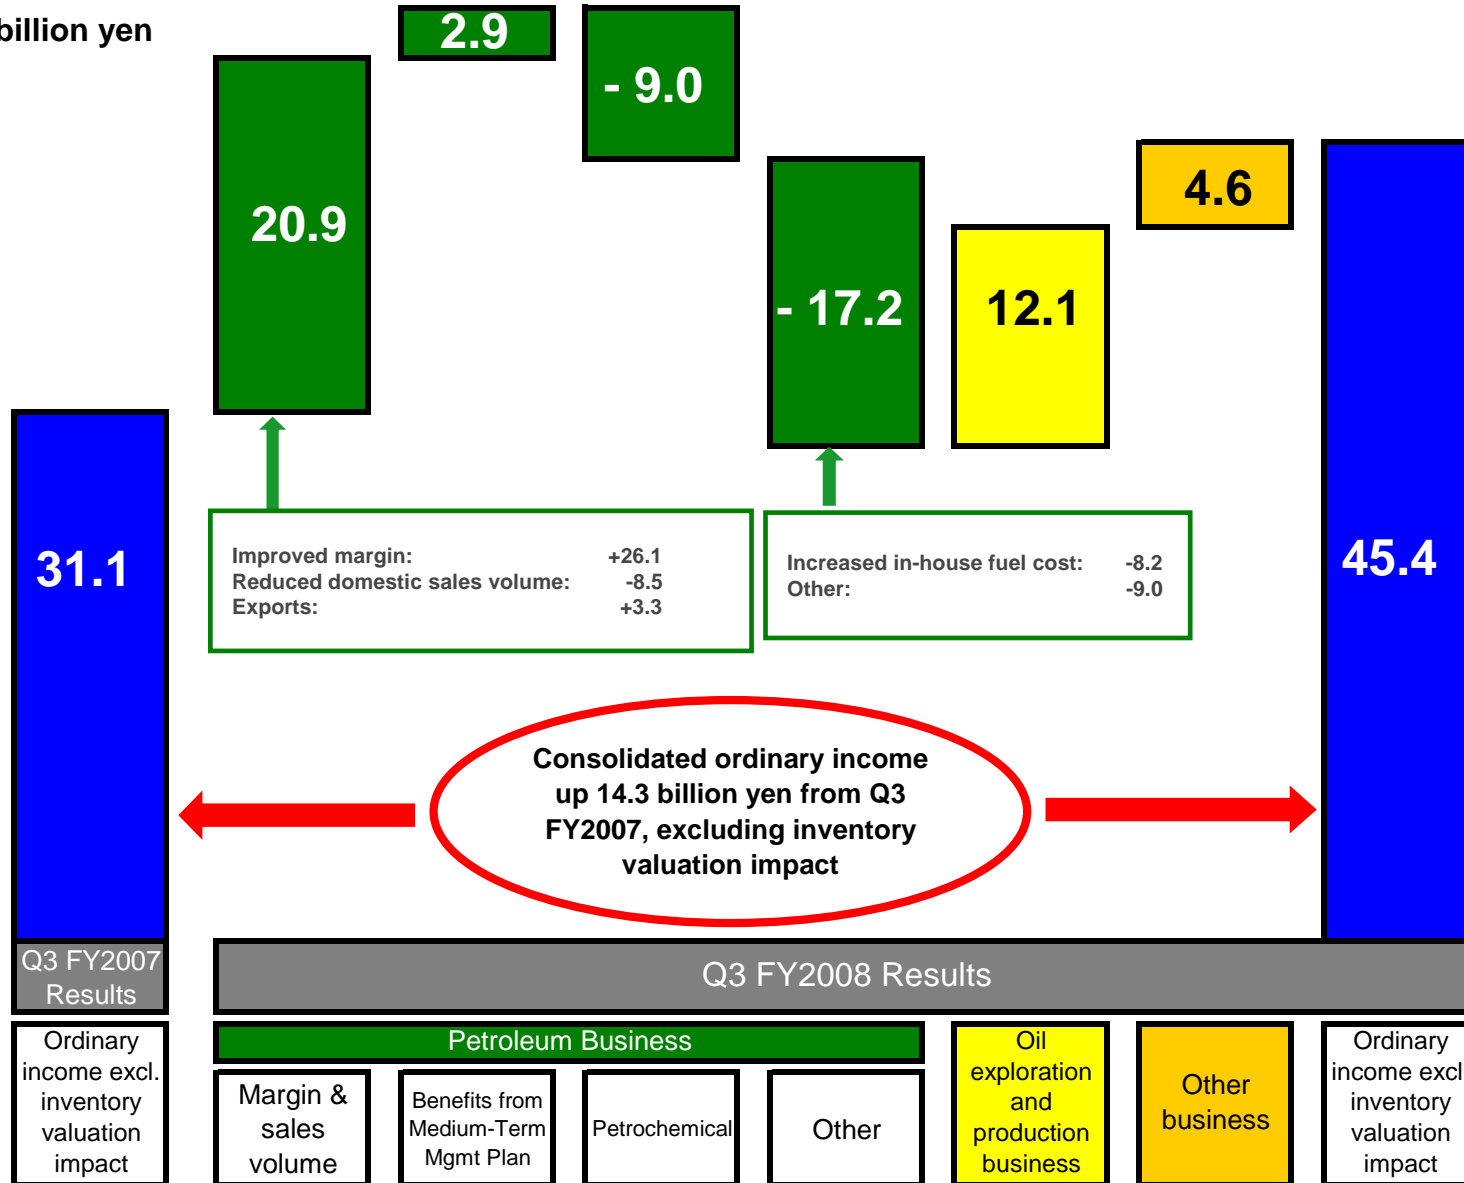 billion yen
2.9
- 9.0
20.9
4.6
- 17.2
12.1
31.1
45.4
Improved margin: +26.1
Reduced domestic sales volume: -8.5
Exports: +3.3
Increased in-house fuel cost: -8.2
Other: -9.0
Consolidated ordinary income
up 14.3 billion yen from Q3
FY2007, excluding inventory
valuation impact
Q3 FY2007
Results
Q3 FY2008 Results
Ordinary
income excl.
inventory
valuation
impact
Petroleum Business
Margin &
sales
volume
Benefits from
Medium-Term
Mgmt Plan
Petrochemical
Other
Oil
exploration
and
production
business
Other
business
Ordinary
income excl
inventory
valuation
impact